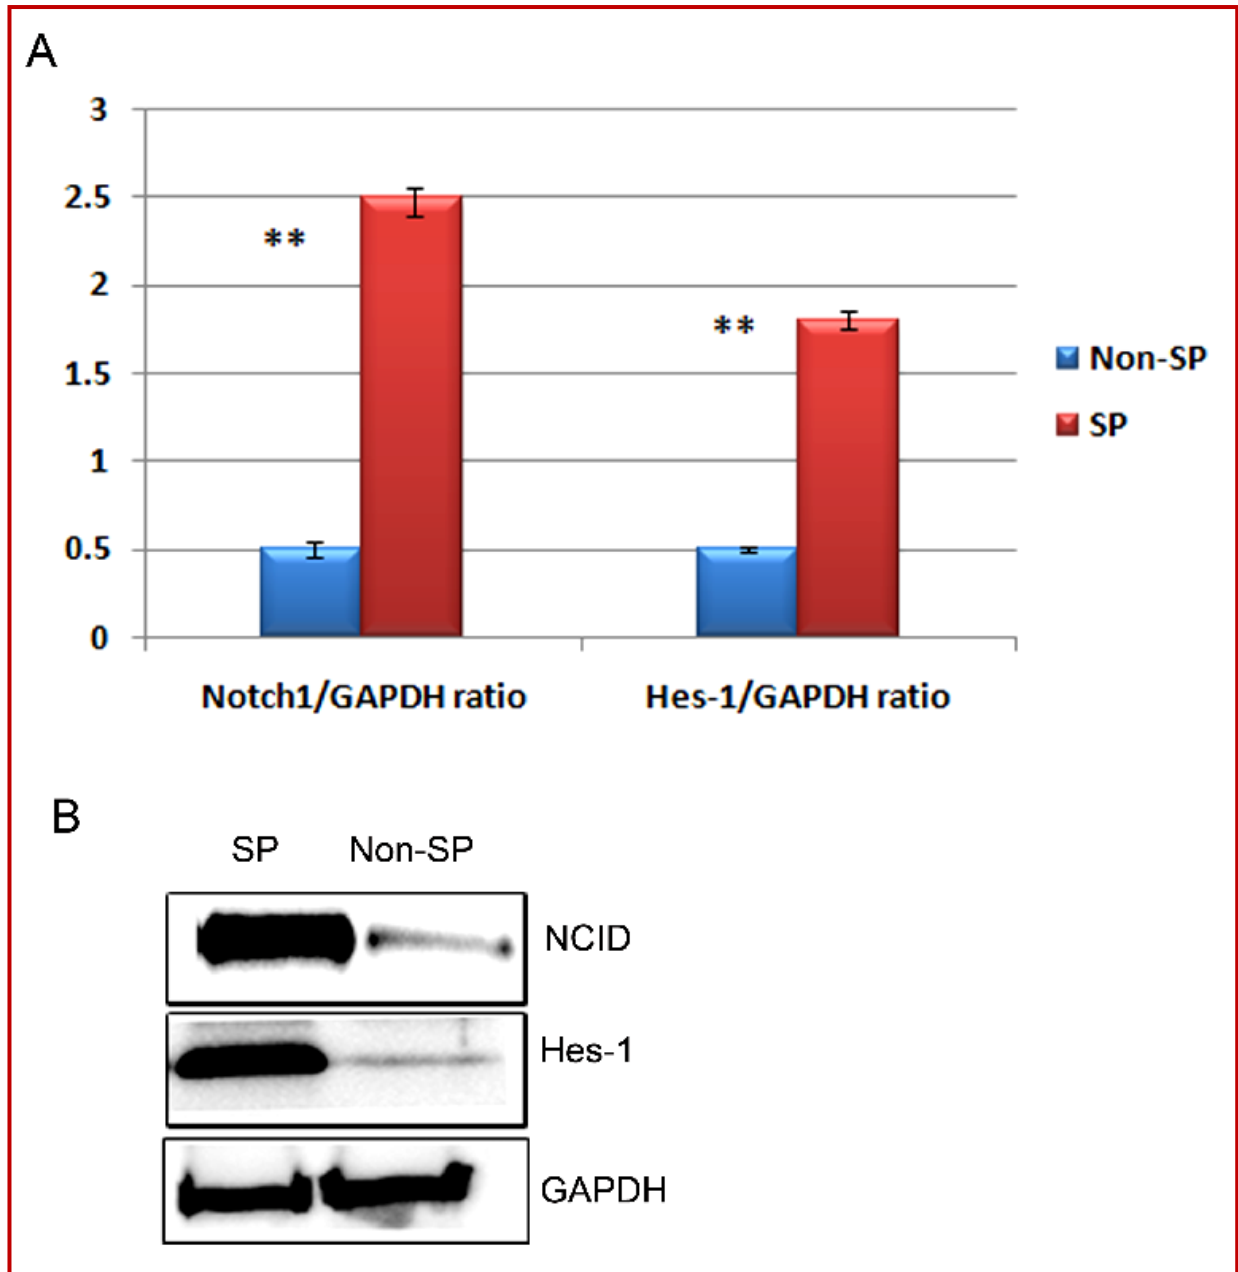 A
3
2.5
2
1.5
1
0.5
0
**
**
Non-SP
SP
Notch1/GAPDH ratio
Hes-1/GAPDH ratio
B
SP Non-SP
NCID
Hes-1
GAPDH